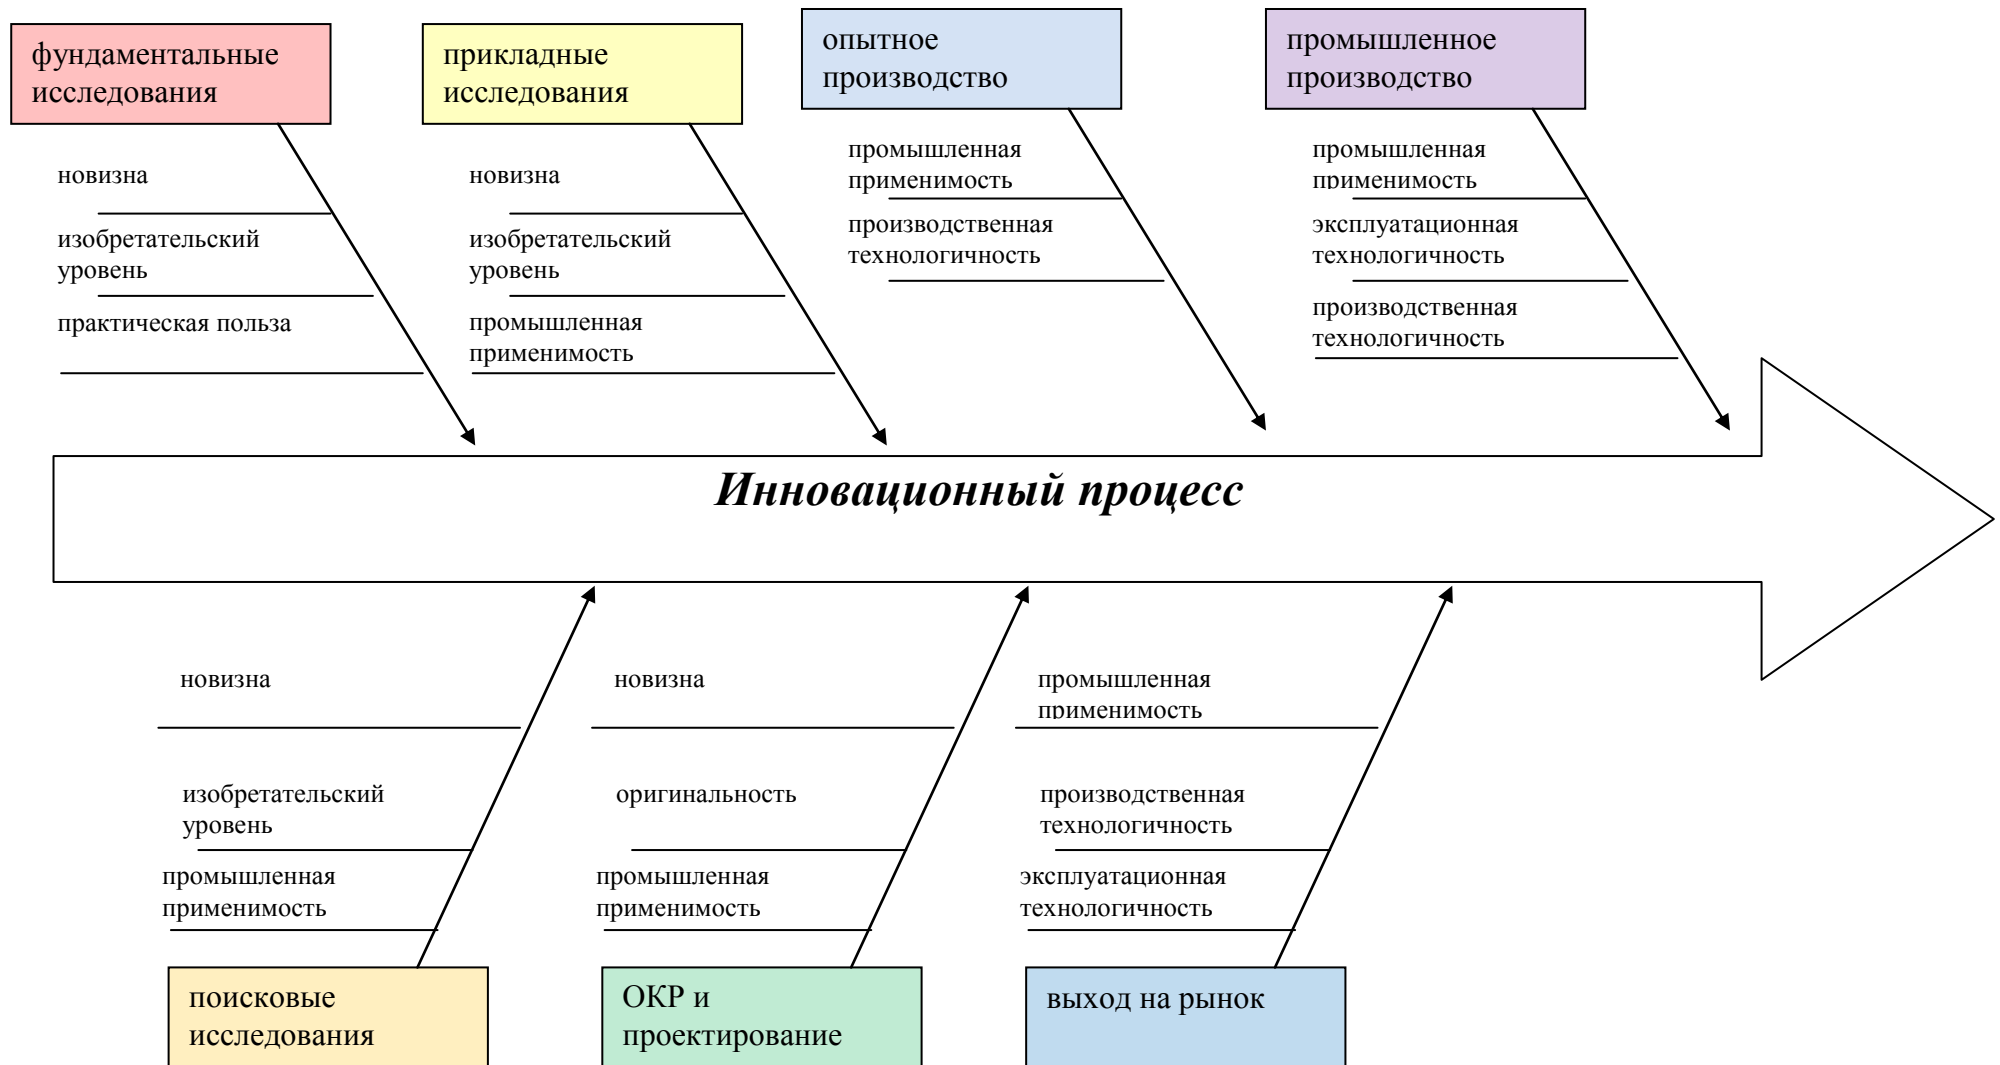 фундаментальные
исследования
прикладные
исследования
опытное
производство
промышленное
производство
новизна
изобретательский
уровень
практическая польза
новизна
изобретательский
уровень
промышленная
применимость
промышленная
применимость
производственная
технологичность
промышленная
применимость
эксплуатационная
технологичность
производственная
технологичность
Инновационный процесс
новизна
изобретательский
уровень
промышленная
применимость
новизна
оригинальность
промышленная
применимость
промышленная
применимость
производственная
технологичность
эксплуатационная
технологичность
поисковые
исследования
ОКР и
проектирование
выход на рынок